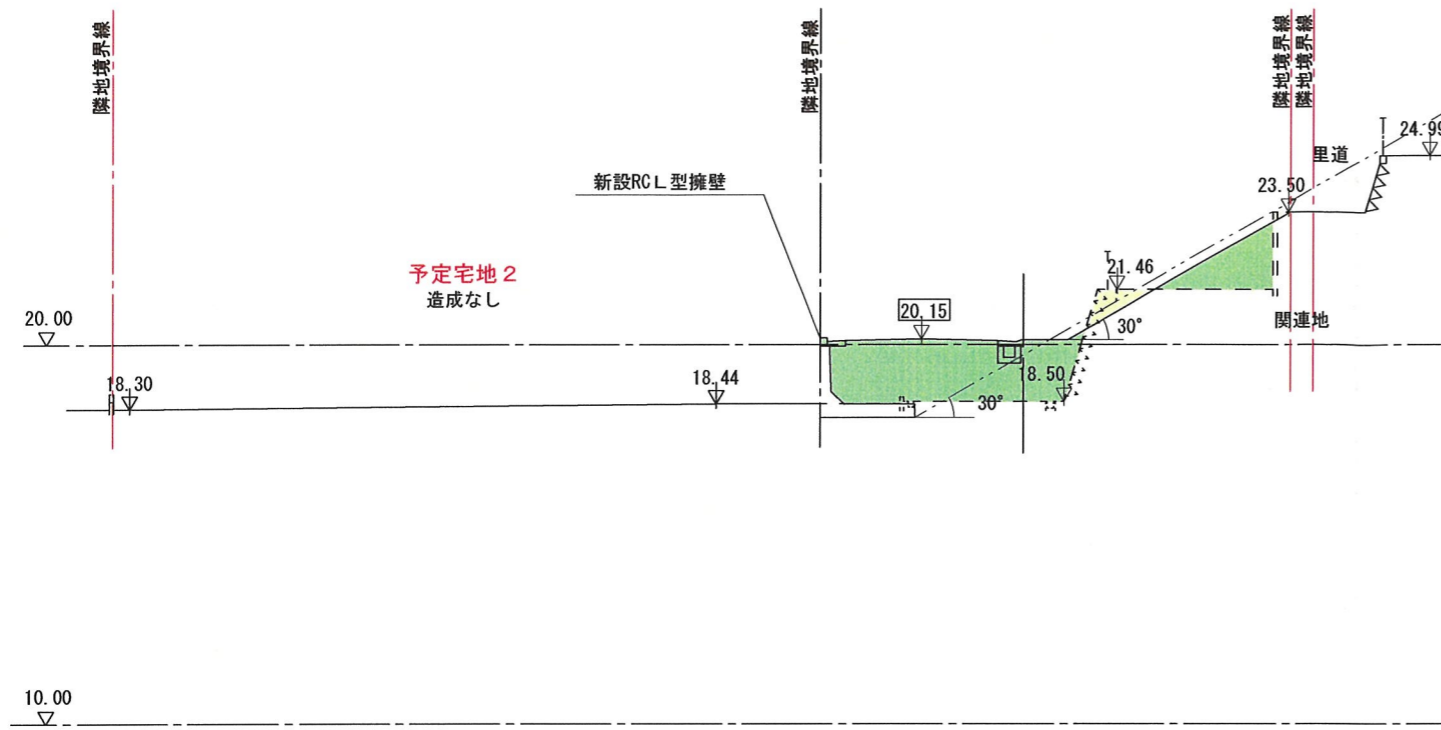 隣地境界線
隣地境界線
隣地境界線
隣地境界線
24.99
里道
新設RCL型擁壁
23.50
予定宅地2
造成なし
21.46
20.00
20.15
30°
関連地
18.30
18.44
18.50
30°
10.00